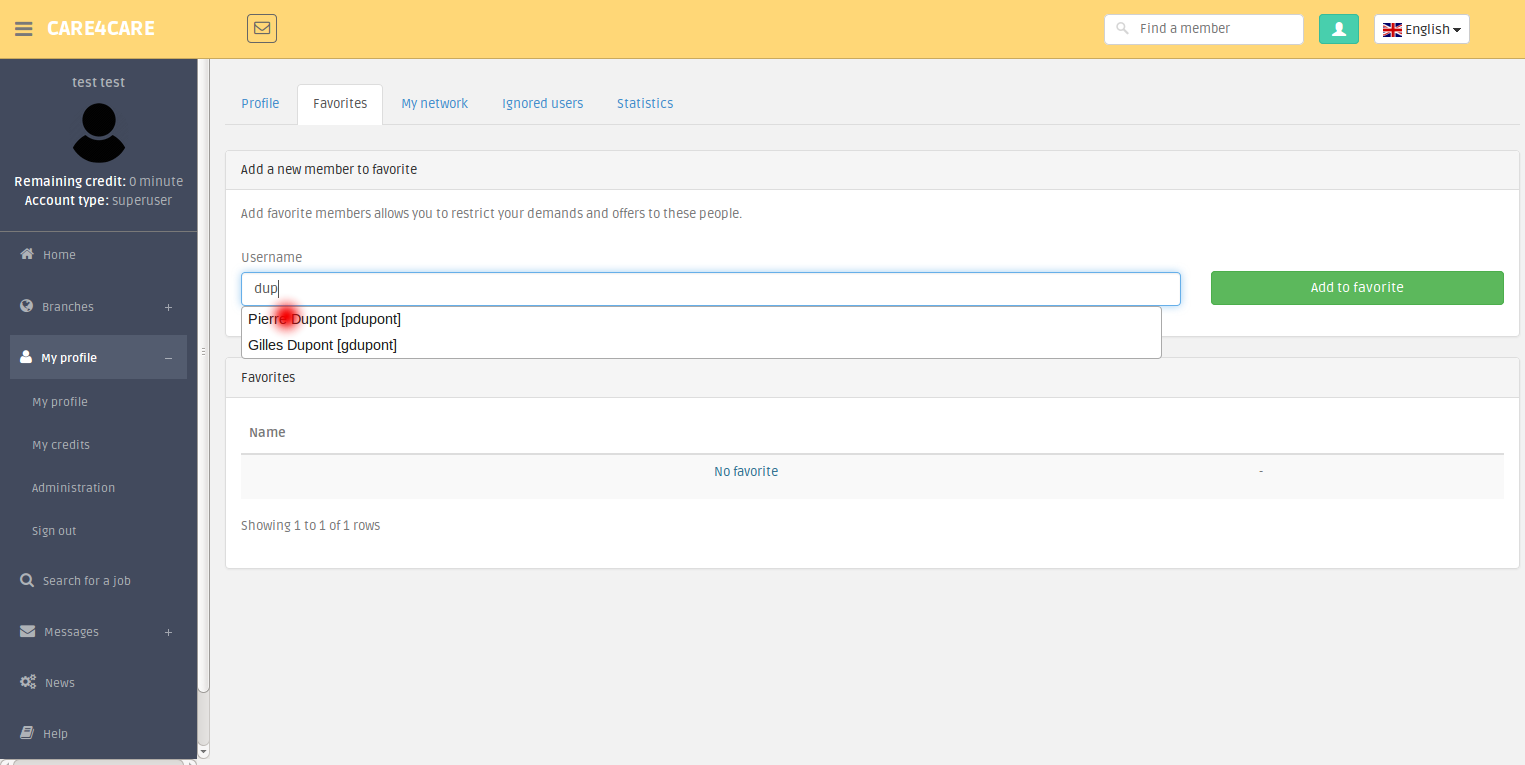 CARE4CARE
Find a member
English
test test
Remaining credit: 0 minute
Account type: superuser
Home
Branches +
My profile –
My profile
My credits
Administration
Sign out
Search for a job
Messages +
News
Help
Profile Favorites My network Ignored users Statistics
Add a new member to favorite
Add favorite members allows you to restrict your demands and offers to these people.
Username
dup
Add to favorite
Pierre Dupont [pdupont]
Gilles Dupont [gdupont]
Favorites
Name
No favorite -
Showing 1 to 1 of 1 rows